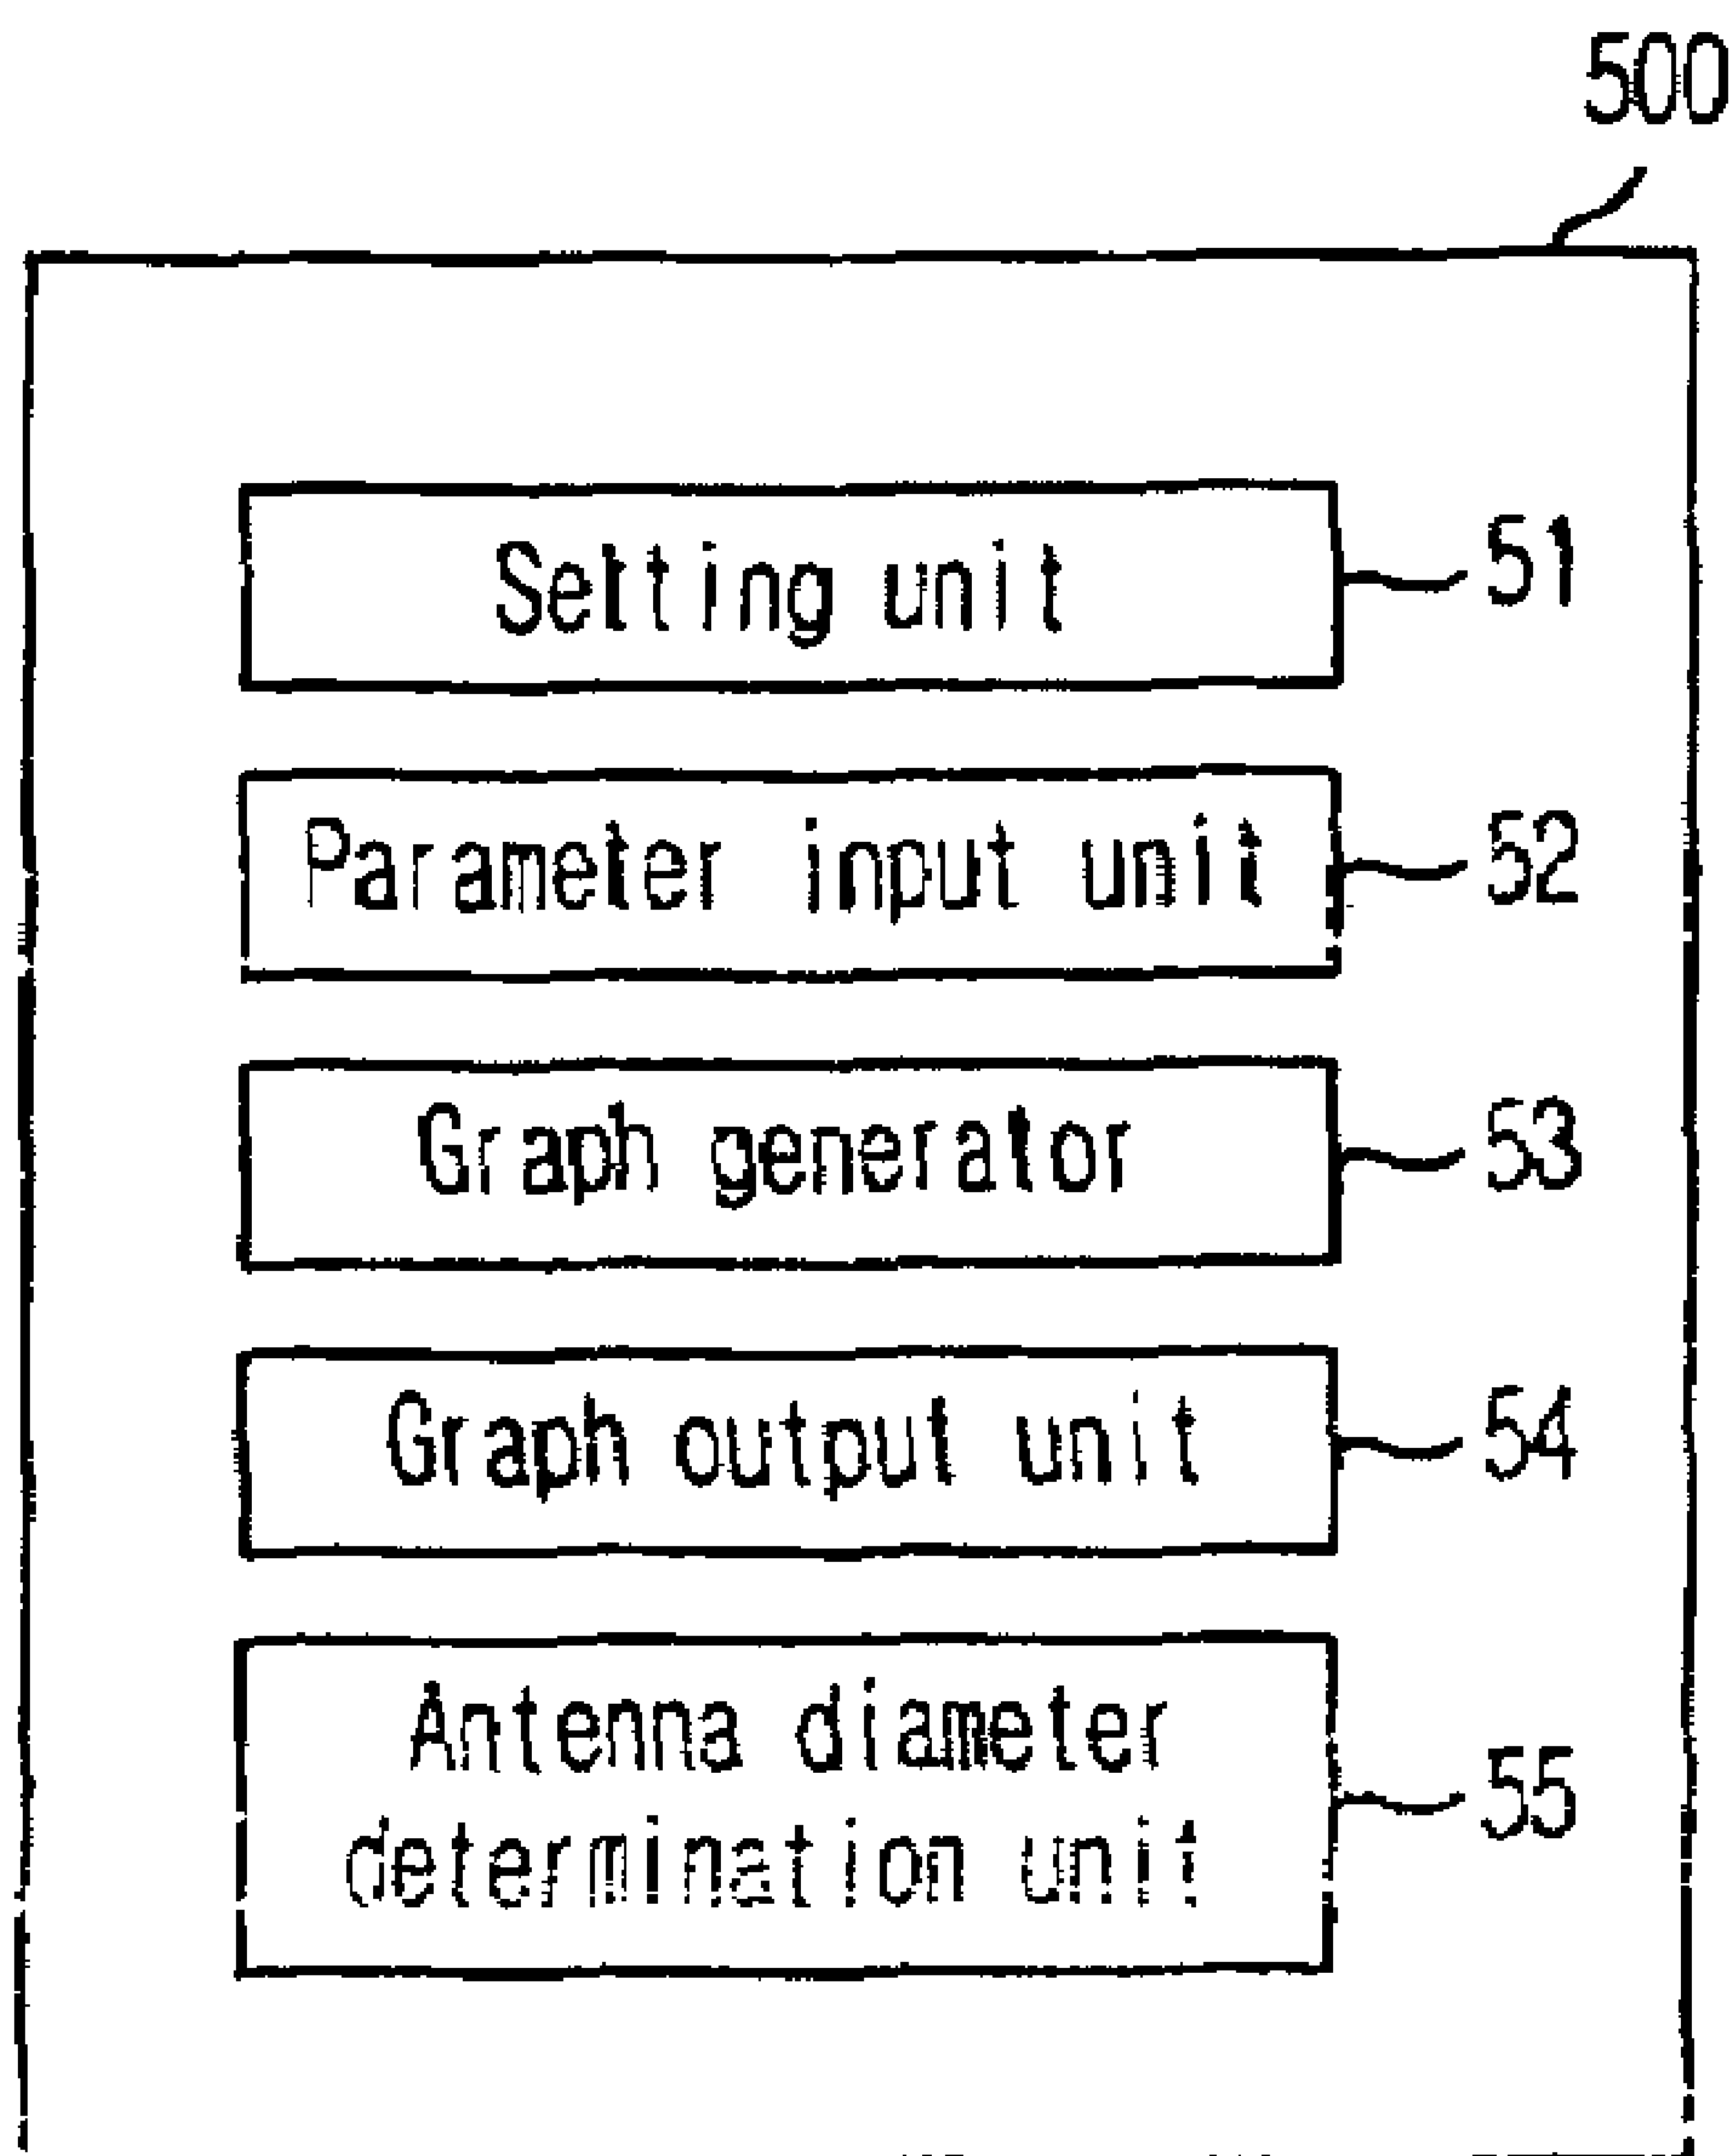 500
Setting unit 51
Parameter input unit 52
Graph generator 53
Graph output unit 54
Antenna diameter
determination unit 55